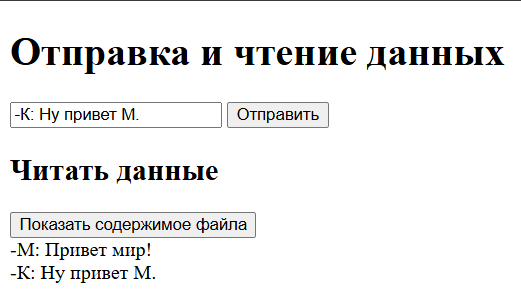 Отправка и чтение данных
-К: Ну привет М. Отправить
Читать данные
Показать содержимое файла
-М: Привет мир!
-К: Ну привет М.